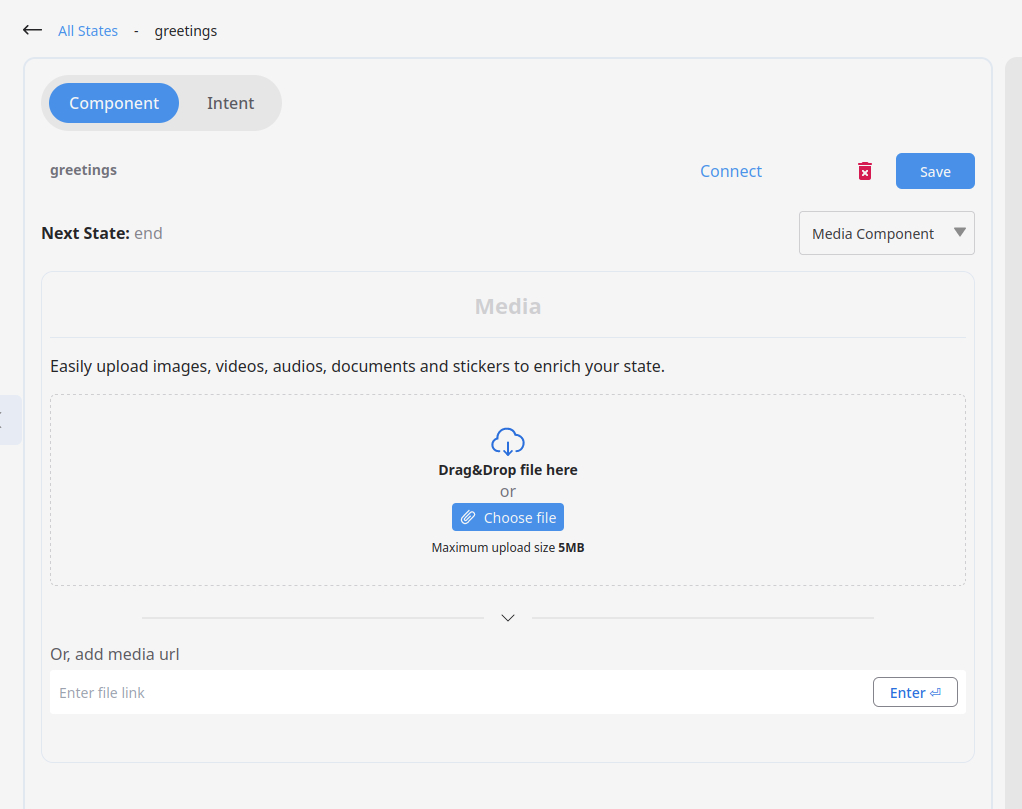 All States - greetings
Component Intent
greetings Connect Save
Next State: end Media Component
Media
Easily upload images, videos, audios, documents and stickers to enrich your state.
Drag&Drop file here
or
Choose file
Maximum upload size 5MB
Or, add media url
Enter file link Enter ⏎